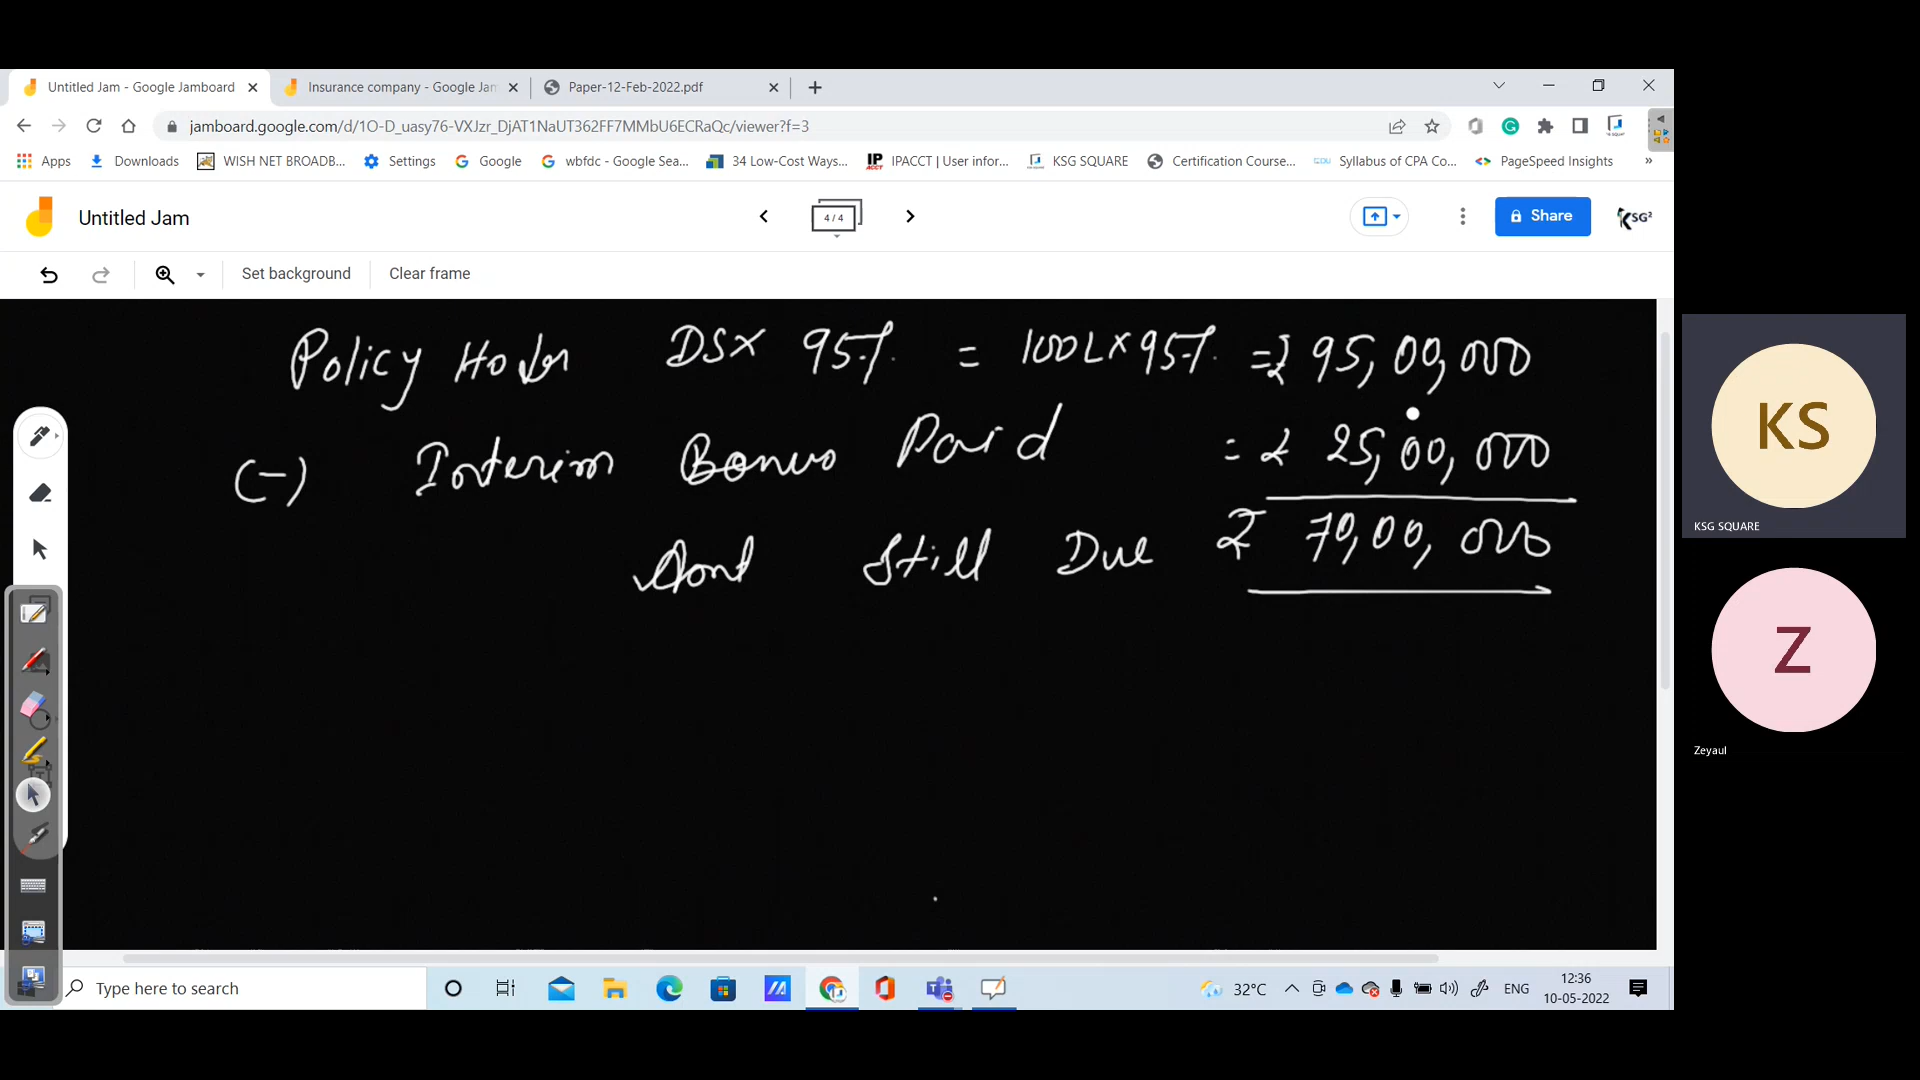 Untitled Jam - Google Jamboard
Insurance company - Google Jam
Paper-12-Feb-2022.pdf
jamboard.google.com/d/1O-D_uasy76-VXJzr_DjAT1NaUT362FF7MMbU6ECRaQc/viewer?f=3
Apps Downloads WISH NET BROADB... Settings Google wbfdc - Google Sea... 34 Low-Cost Ways... IPACCT | User infor... KSG SQUARE Certification Course... Syllabus of CPA Co... PageSpeed Insights »
Untitled Jam
4 / 4
Share
KSG²
Set background Clear frame
Policy Holder DS× 95% = 100L×95% =₹ 95,00,000
(-) Interim Bonus Paid = ₹ 25,00,000
Amt Still Due ₹ 70,00,000
KS
KSG SQUARE
Z
Zeyaul
Type here to search
32°C
ENG
12:36
10-05-2022